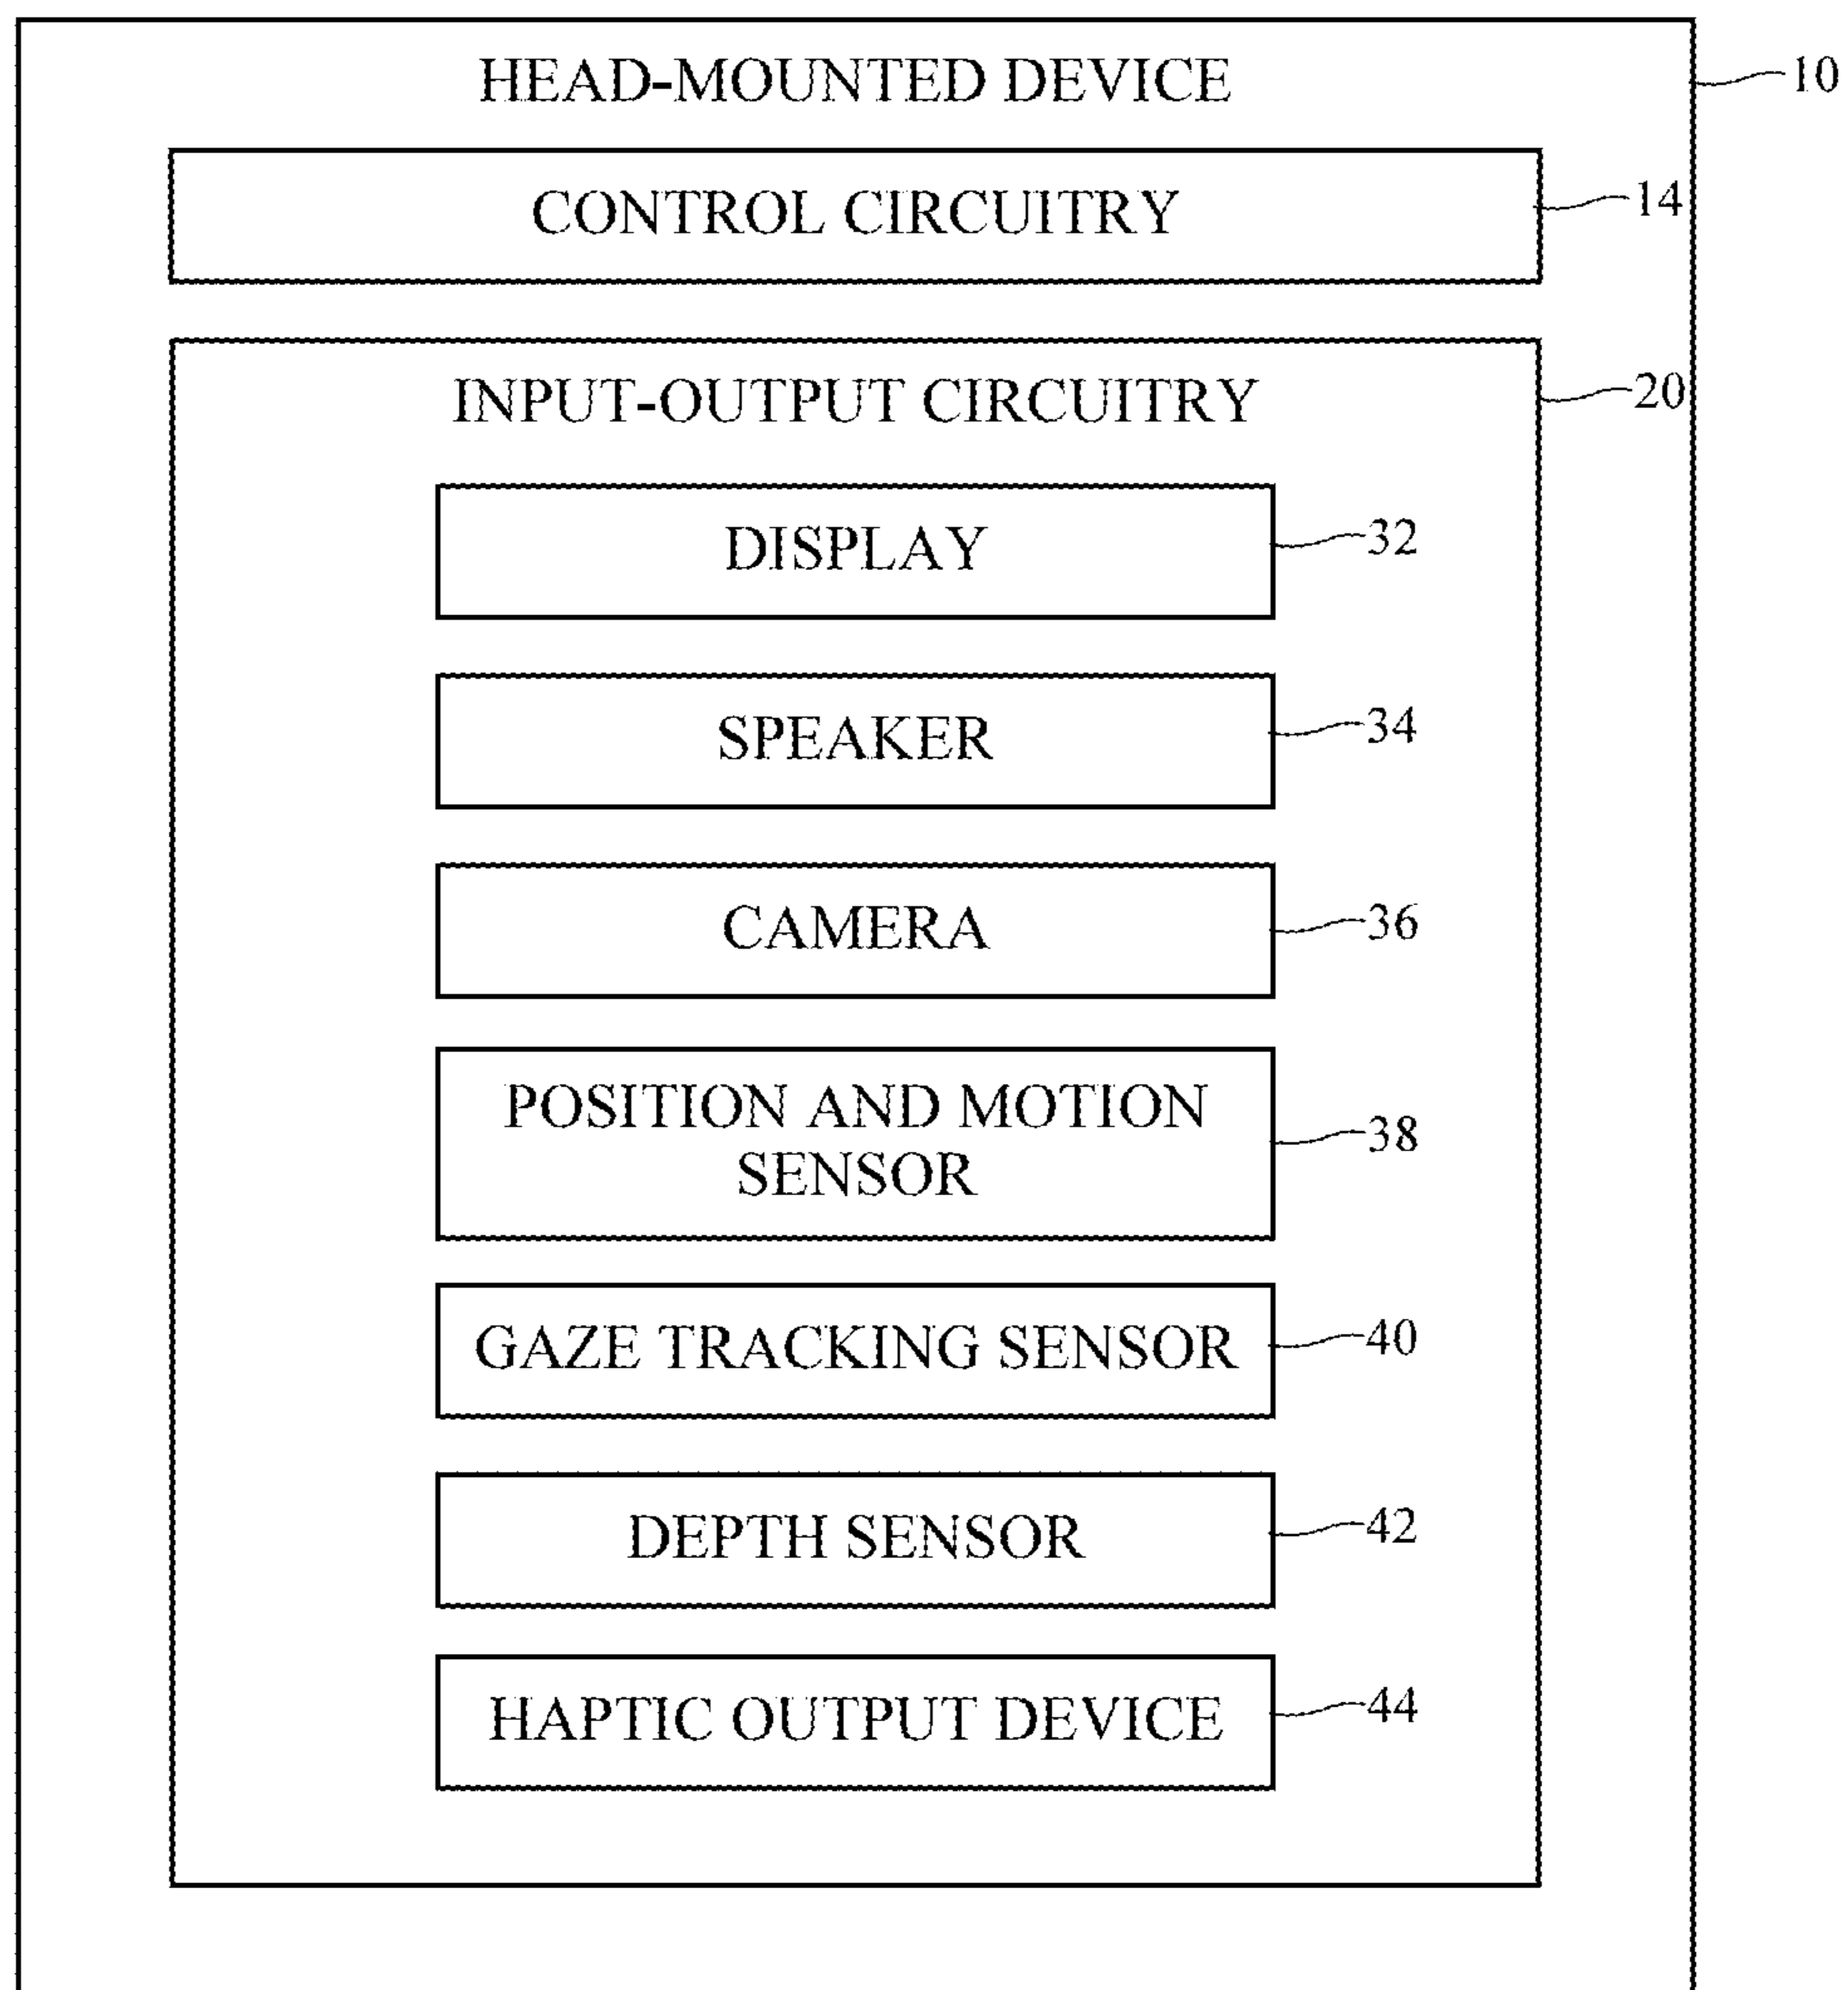 HEAD-MOUNTED DEVICE
10
CONTROL CIRCUITRY
14
INPUT-OUTPUT CIRCUITRY
20
DISPLAY
32
SPEAKER
34
CAMERA
36
POSITION AND MOTION
SENSOR
38
GAZE TRACKING SENSOR
40
DEPTH SENSOR
42
HAPTIC OUTPUT DEVICE
44